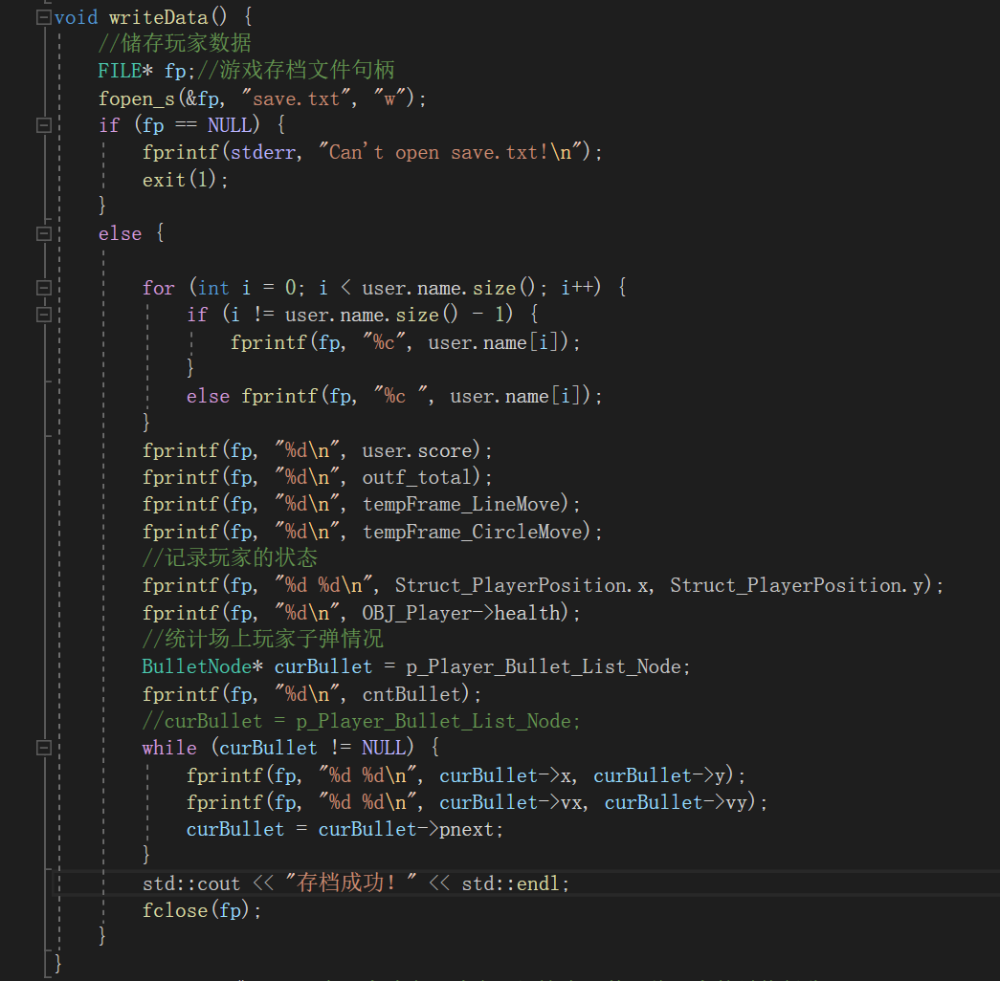 void writeData() {
//储存玩家数据
FILE* fp;//游戏存档文件句柄
fopen_s(&fp, "save.txt", "w");
if (fp == NULL) {
fprintf(stderr, "Can't open save.txt!\n");
exit(1);
}
else {
for (int i = 0; i < user.name.size(); i++) {
if (i != user.name.size() - 1) {
fprintf(fp, "%c", user.name[i]);
}
else fprintf(fp, "%c ", user.name[i]);
}
fprintf(fp, "%d\n", user.score);
fprintf(fp, "%d\n", outf_total);
fprintf(fp, "%d\n", tempFrame_LineMove);
fprintf(fp, "%d\n", tempFrame_CircleMove);
//记录玩家的状态
fprintf(fp, "%d %d\n", Struct_PlayerPosition.x, Struct_PlayerPosition.y);
fprintf(fp, "%d\n", OBJ_Player->health);
//统计场上玩家子弹情况
BulletNode* curBullet = p_Player_Bullet_List_Node;
fprintf(fp, "%d\n", cntBullet);
//curBullet = p_Player_Bullet_List_Node;
while (curBullet != NULL) {
fprintf(fp, "%d %d\n", curBullet->x, curBullet->y);
fprintf(fp, "%d %d\n", curBullet->vx, curBullet->vy);
curBullet = curBullet->pnext;
}
std::cout << "存档成功！" << std::endl;
fclose(fp);
}
}